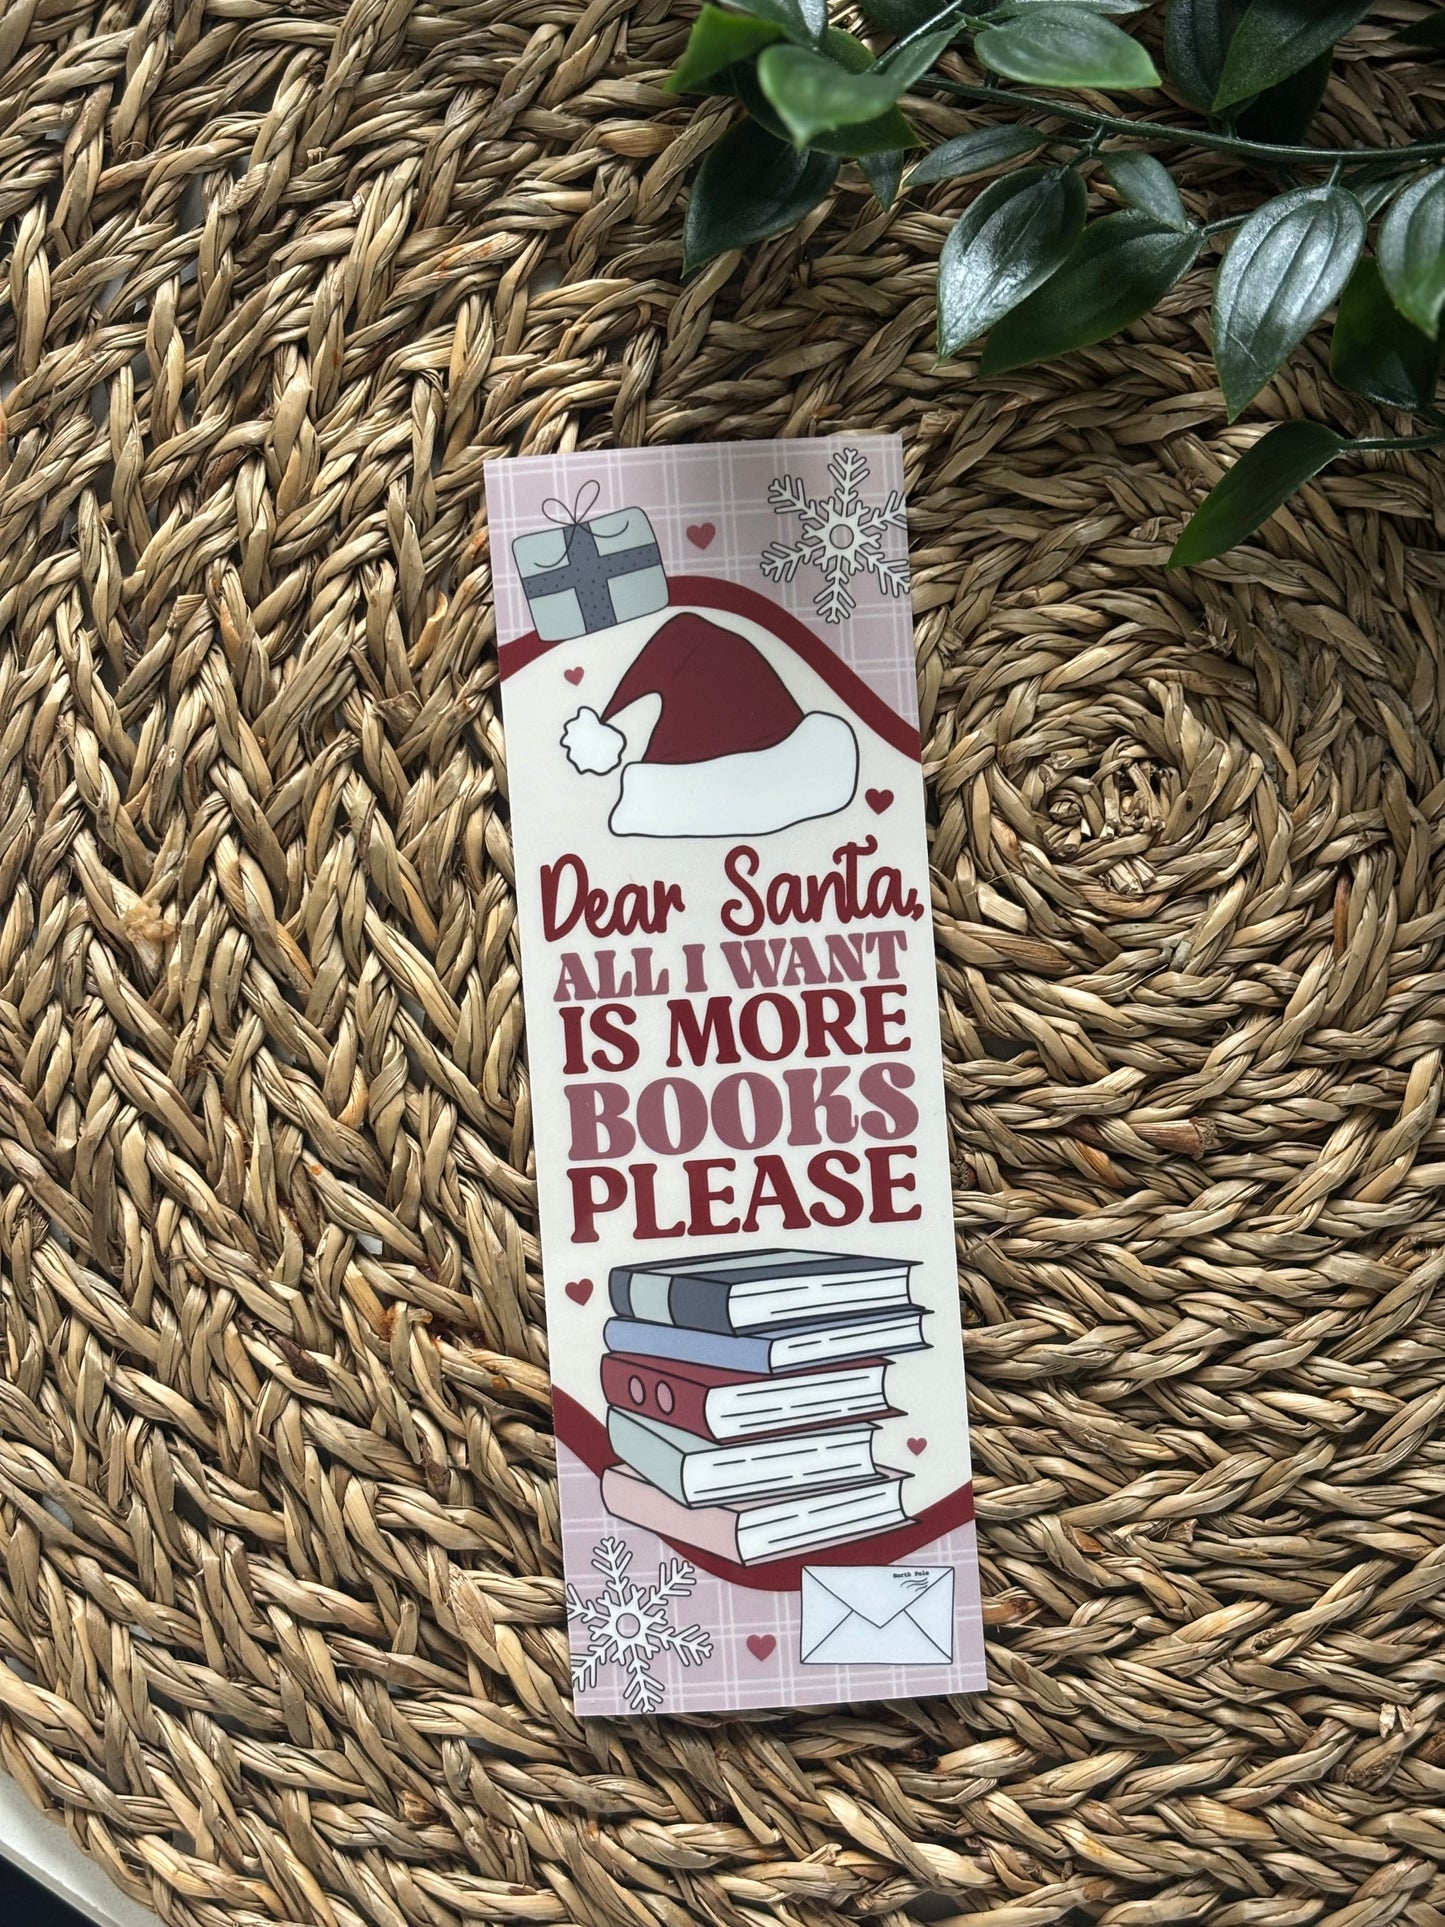 Dear Santa,
ALL I WANT
IS MORE
BOOKS
PLEASE
North Pole